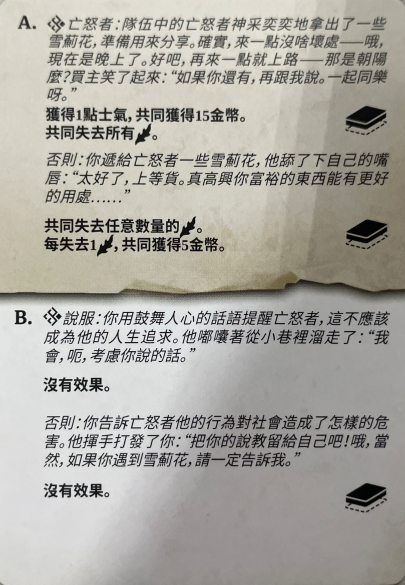 A. 亡怒者：隊伍中的亡怒者神采奕奕地拿出了一些
雪薊花，準備用來分享。確實，來一點沒啥壞處——哦，
現在是晚上了。好吧，再來一點就上路——那是朝陽
麼？買主笑了起來：“如果你還有，再跟我說。一起同樂
呀。”
獲得1點士氣，共同獲得15金幣。
共同失去所有。
否則：你遞給亡怒者一些雪薊花，他舔了下自己的嘴
唇：“太好了，上等貨。真高興你富裕的東西能有更好
的用處……”
共同失去任意數量的。
每失去1，共同獲得5金幣。
B. 說服：你用鼓舞人心的話語提醒亡怒者，這不應該
成為他的人生追求。他嘟囔著從小巷裡溜走了：“我
會，呃，考慮你說的話。”
沒有效果。
否則：你告訴亡怒者他的行為對社會造成了怎樣的危
害。他揮手打發了你：“把你的說教留給自己吧！哦，當
然，如果你遇到雪薊花，請一定告訴我。”
沒有效果。